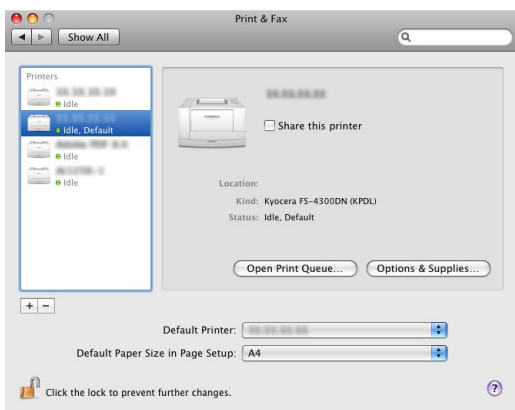 Print & Fax
Show All
Printers
Idle
Idle, Default
Idle
Idle
Share this printer
Location:
Kind: Kyocera FS-4300DN (KPDL)
Status: Idle, Default
Open Print Queue...
Options & Supplies...
+ −
Default Printer:
Default Paper Size in Page Setup: A4
Click the lock to prevent further changes.
?